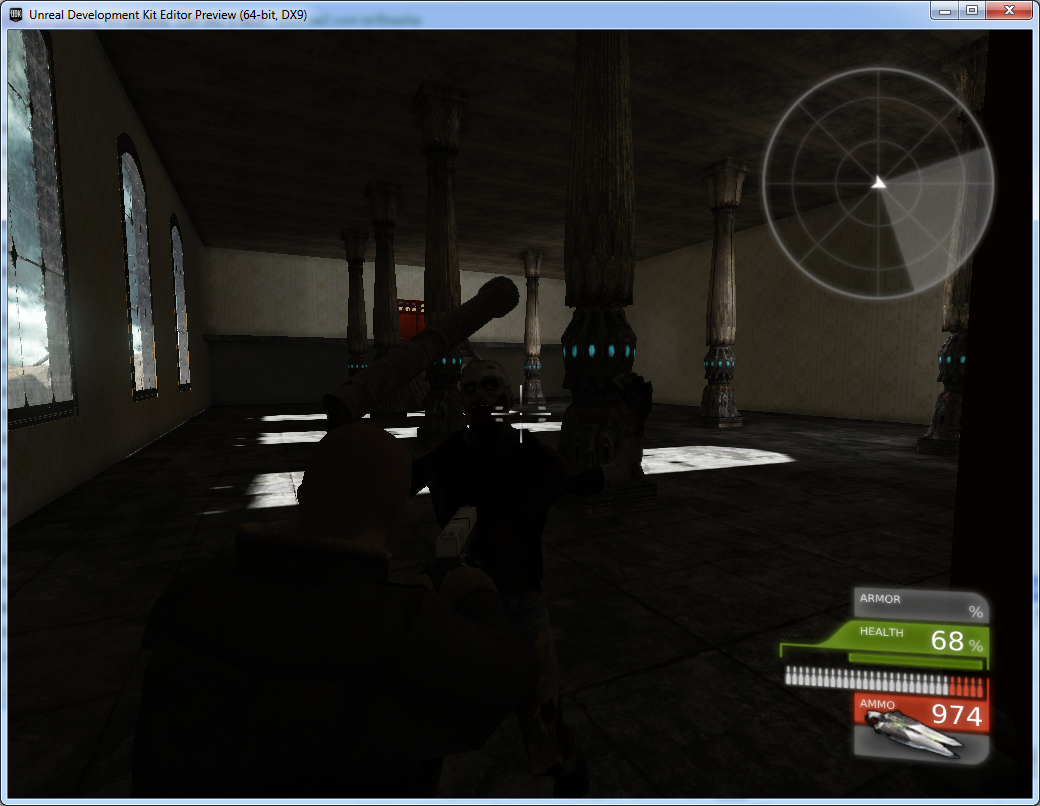 Unreal Development Kit Editor Preview (64-bit, DX9)
ARMOR
%
HEALTH
68 %
AMMO
974